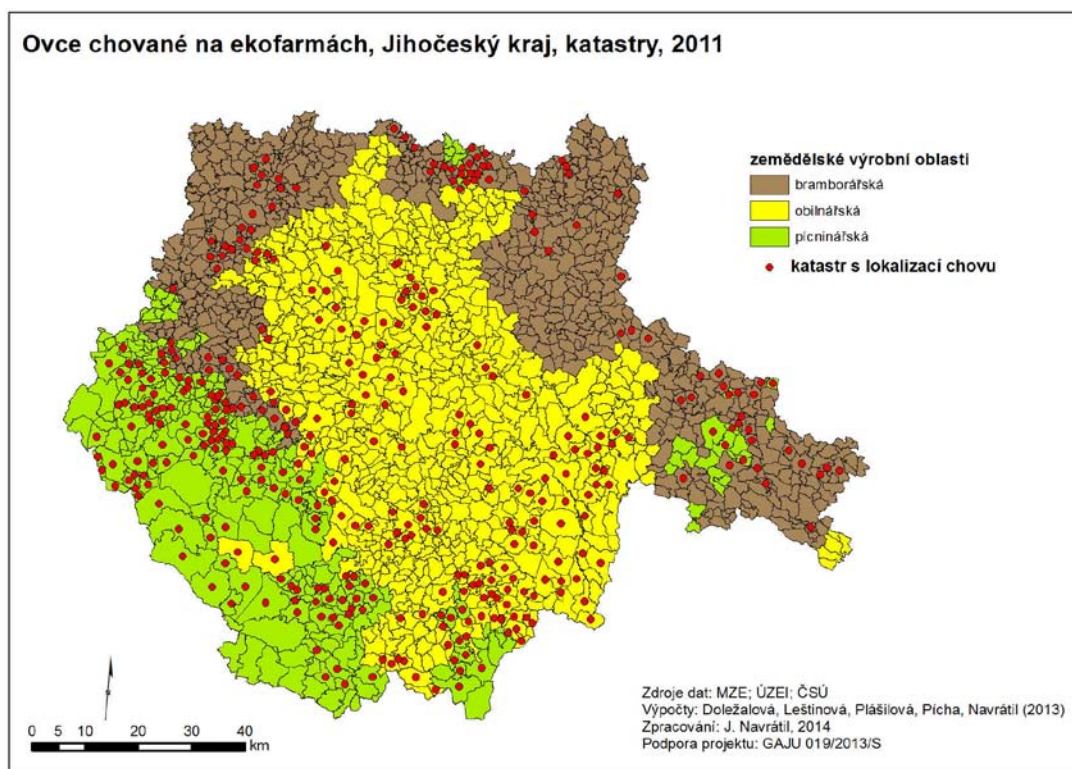 Ovce chované na ekofarmách, Jihočeský kraj, katastry, 2011
zemědělské výrobní oblasti
bramborářská
obilnářská
pícninářská
katastr s lokalizací chovu
Zdroje dat: MZE; ÚZEI; ČSÚ
Výpočty: Doležalová, Leštinová, Plášilová, Pícha, Navrátil (2013)
Zpracování: J. Navrátil, 2014
Podpora projektu: GAJU 019/2013/S
0 5 10 20 30 40
km